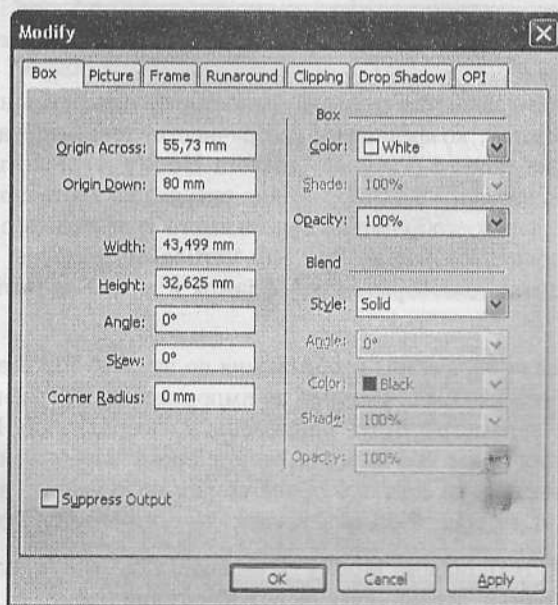 Modify
Box Picture Frame Runaround Clipping Drop Shadow OPI
Origin Across: 55,73 mm
Origin Down: 80 mm
Width: 43,499 mm
Height: 32,625 mm
Angle: 0°
Skew: 0°
Corner Radius: 0 mm
Suppress Output
Box
Color: White
Shade: 100%
Opacity: 100%
Blend
Style: Solid
Angle: 0°
Color: Black
Shade: 100%
Opacity: 100%
OK Cancel Apply